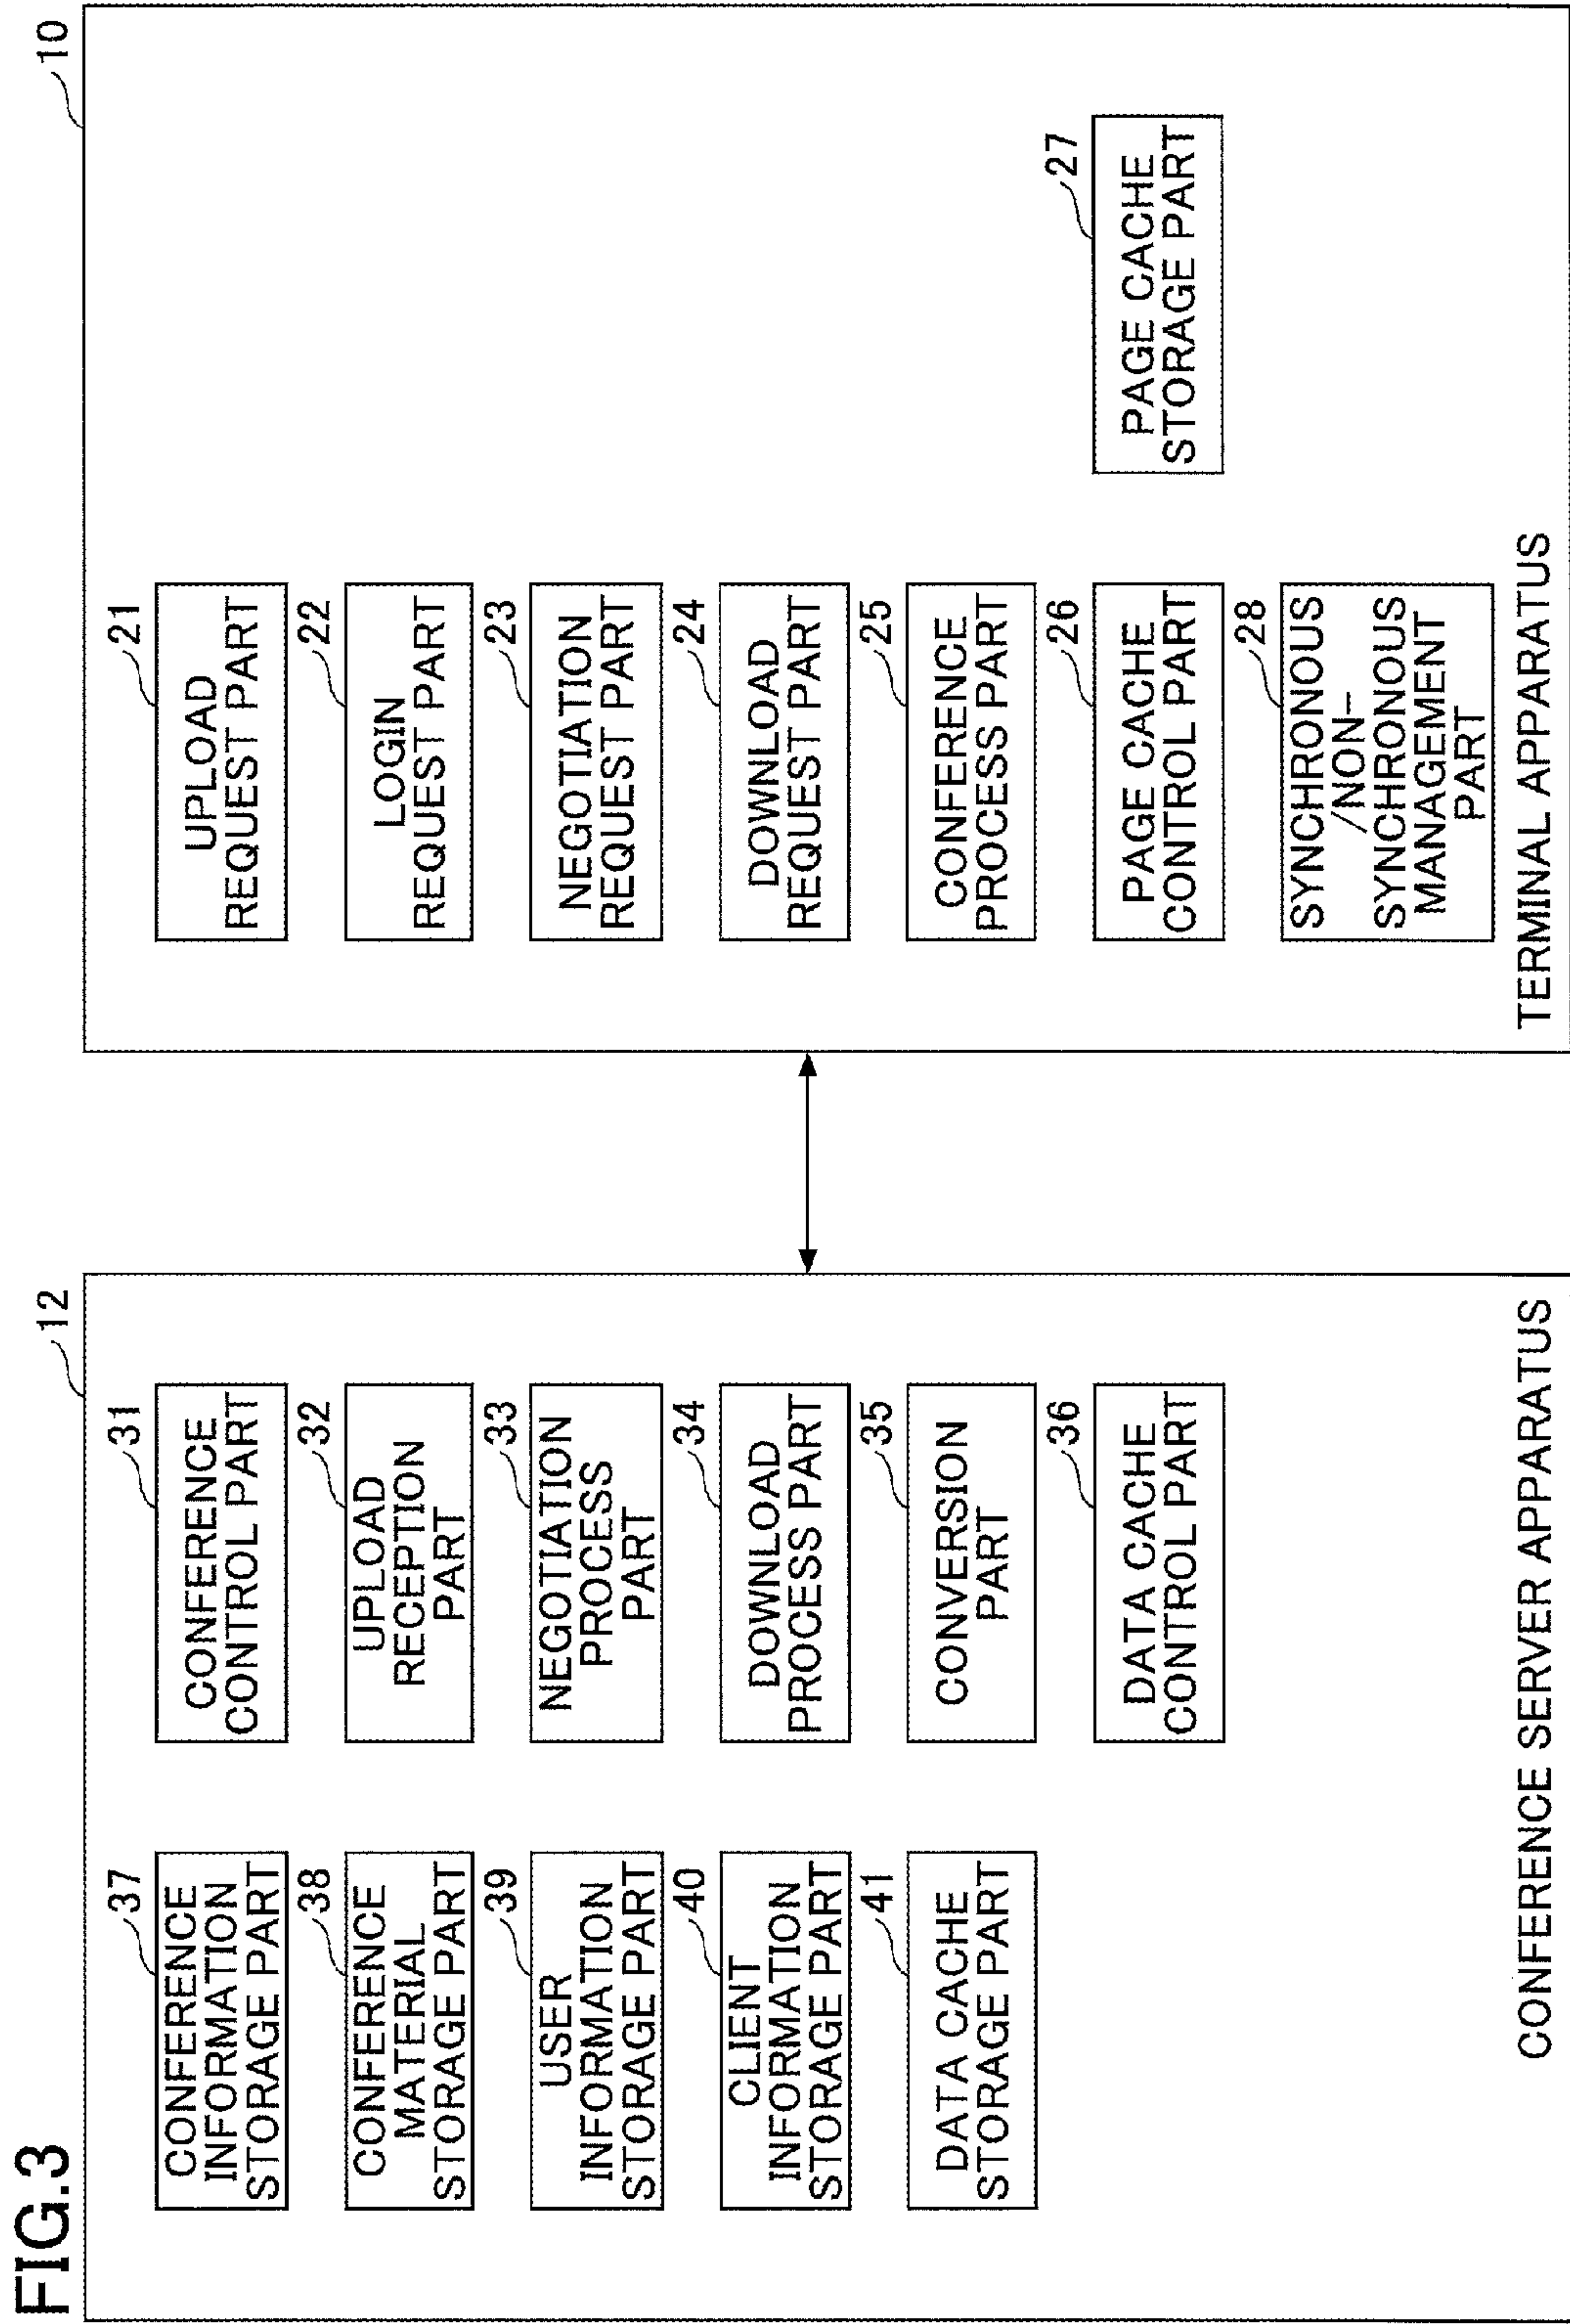 FIG.3
12
37
CONFERENCE
INFORMATION
STORAGE PART
38
CONFERENCE
MATERIAL
STORAGE PART
39
USER
INFORMATION
STORAGE PART
40
CLIENT
INFORMATION
STORAGE PART
41
DATA CACHE
STORAGE PART
31
CONFERENCE
CONTROL PART
32
UPLOAD
RECEPTION
PART
33
NEGOTIATION
PROCESS
PART
34
DOWNLOAD
PROCESS PART
35
CONVERSION
PART
36
DATA CACHE
CONTROL PART
CONFERENCE SERVER APPARATUS
10
21
UPLOAD
REQUEST PART
22
LOGIN
REQUEST PART
23
NEGOTIATION
REQUEST PART
24
DOWNLOAD
REQUEST PART
25
CONFERENCE
PROCESS PART
26
PAGE CACHE
CONTROL PART
27
PAGE CACHE
STORAGE PART
28
SYNCHRONOUS
/NON-
SYNCHRONOUS
MANAGEMENT
PART
TERMINAL APPARATUS